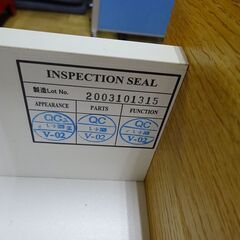 INSPECTION SEAL
製造Lot No. 2003101315
APPEARANCE PARTS FUNCTION
QC QC QC
V-02 V-02 V-02